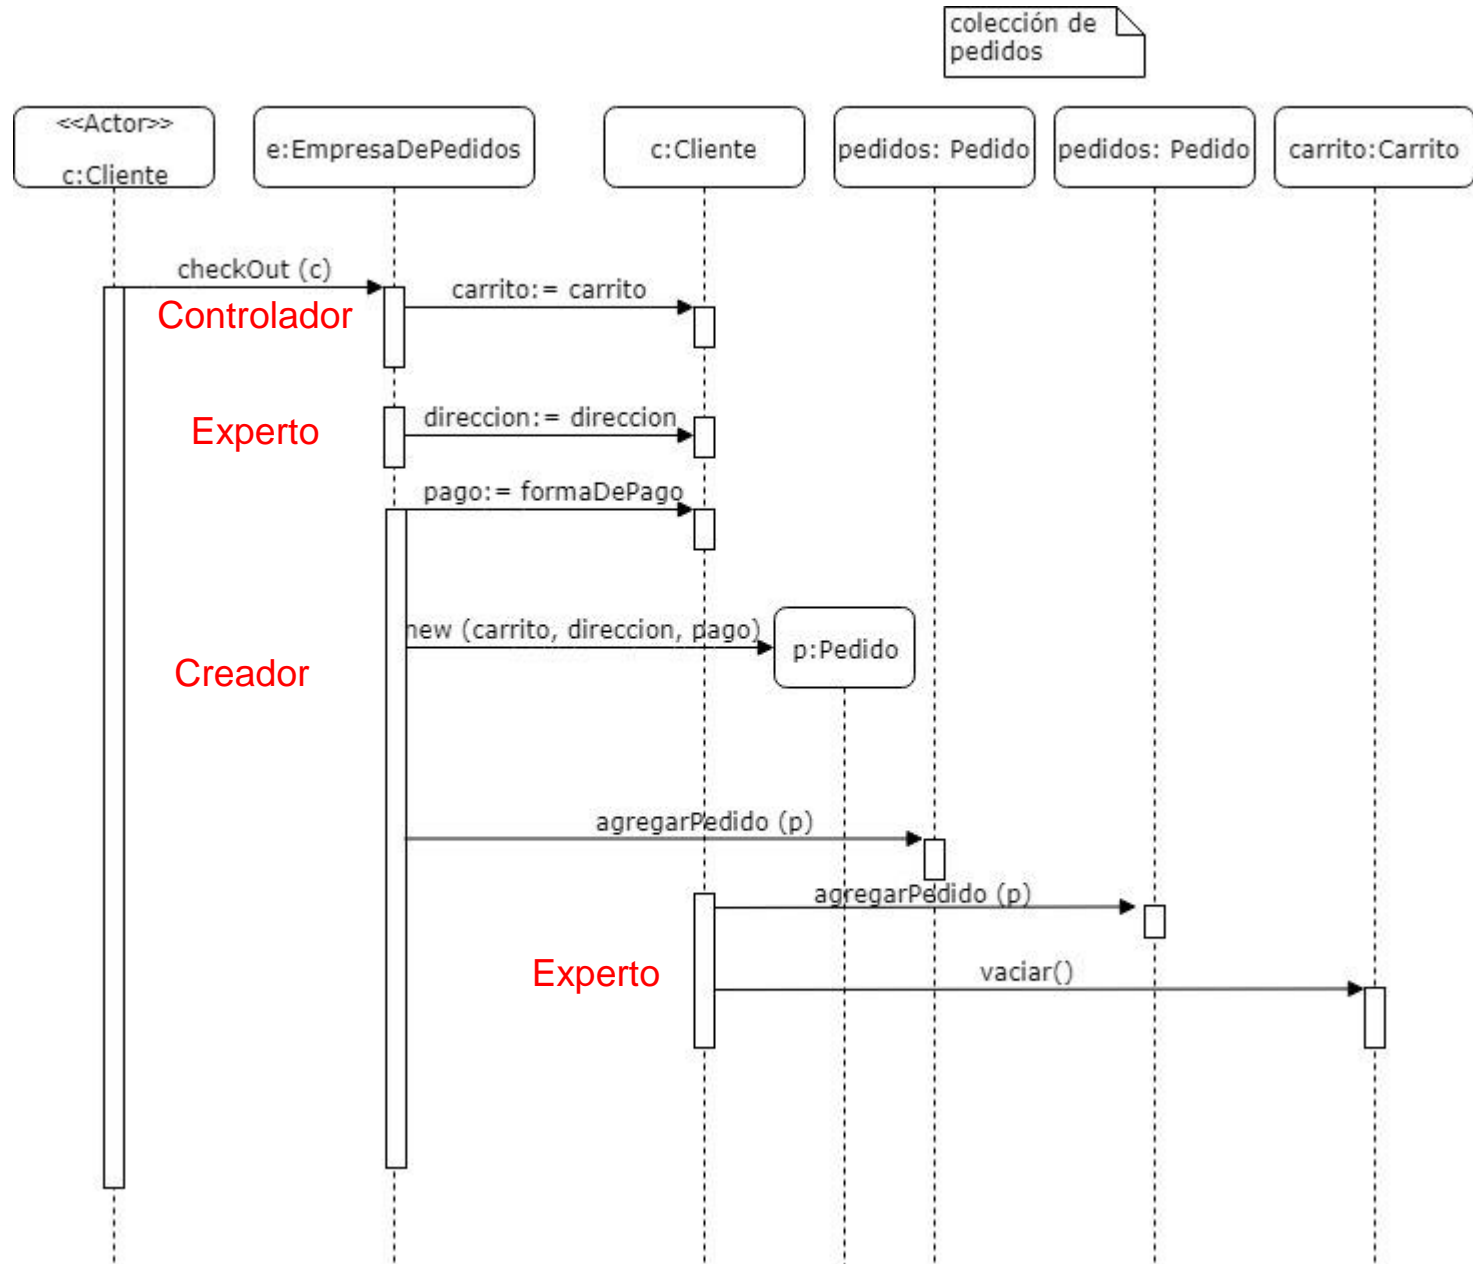 colección de
pedidos
<<Actor>>
c:Cliente
e:EmpresaDePedidos
c:Cliente
pedidos: Pedido
pedidos: Pedido
carrito:Carrito
checkOut (c)
carrito:= carrito
Controlador
direccion:= direccion
Experto
pago:= formaDePago
new (carrito, direccion, pago)
p:Pedido
Creador
agregarPedido (p)
agregarPedido (p)
Experto
vaciar()